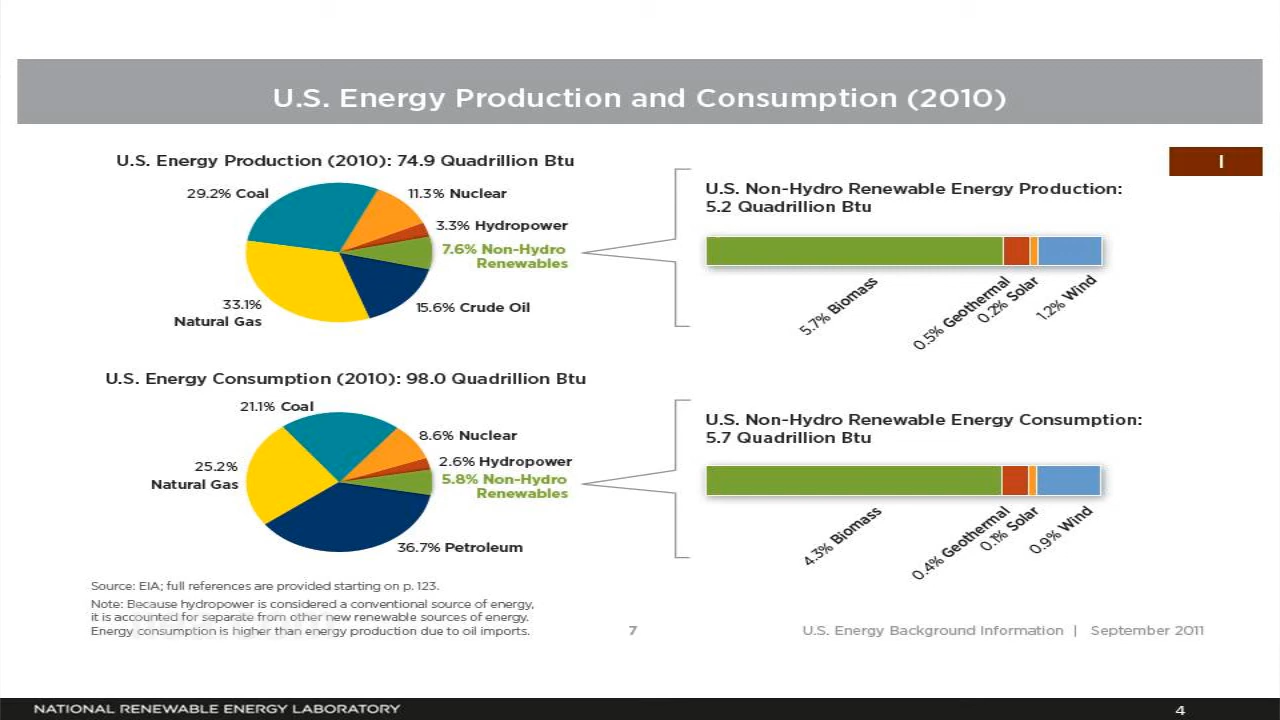 U.S. Energy Production and Consumption (2010)
I
U.S. Energy Production (2010): 74.9 Quadrillion Btu
29.2% Coal
11.3% Nuclear
3.3% Hydropower
7.6% Non-Hydro
Renewables
15.6% Crude Oil
33.1%
Natural Gas
U.S. Non-Hydro Renewable Energy Production:
5.2 Quadrillion Btu
5.7% Biomass
0.5% Geothermal
0.2% Solar
1.2% Wind
U.S. Energy Consumption (2010): 98.0 Quadrillion Btu
21.1% Coal
8.6% Nuclear
2.6% Hydropower
5.8% Non-Hydro
Renewables
36.7% Petroleum
25.2%
Natural Gas
U.S. Non-Hydro Renewable Energy Consumption:
5.7 Quadrillion Btu
4.3% Biomass
0.4% Geothermal
0.1% Solar
0.9% Wind
Source: EIA; full references are provided starting on p. 123.
Note: Because hydropower is considered a conventional source of energy,
it is accounted for separate from other new renewable sources of energy.
Energy consumption is higher than energy production due to oil imports.
7
U.S. Energy Background Information | September 2011
NATIONAL RENEWABLE ENERGY LABORATORY
4